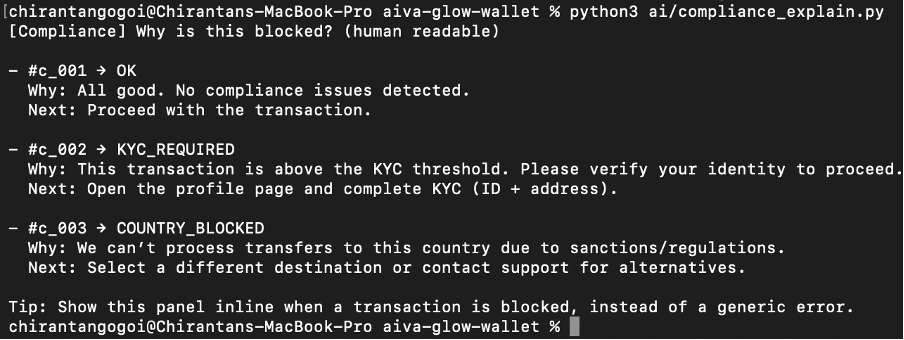 [chirantangogoi@Chirantans-MacBook-Pro aiva-glow-wallet % python3 ai/compliance_explain.py
[Compliance] Why is this blocked? (human readable)
– #c_001 → OK
Why: All good. No compliance issues detected.
Next: Proceed with the transaction.
– #c_002 → KYC_REQUIRED
Why: This transaction is above the KYC threshold. Please verify your identity to proceed.
Next: Open the profile page and complete KYC (ID + address).
– #c_003 → COUNTRY_BLOCKED
Why: We can’t process transfers to this country due to sanctions/regulations.
Next: Select a different destination or contact support for alternatives.
Tip: Show this panel inline when a transaction is blocked, instead of a generic error.
chirantangogoi@Chirantans-MacBook-Pro aiva-glow-wallet %